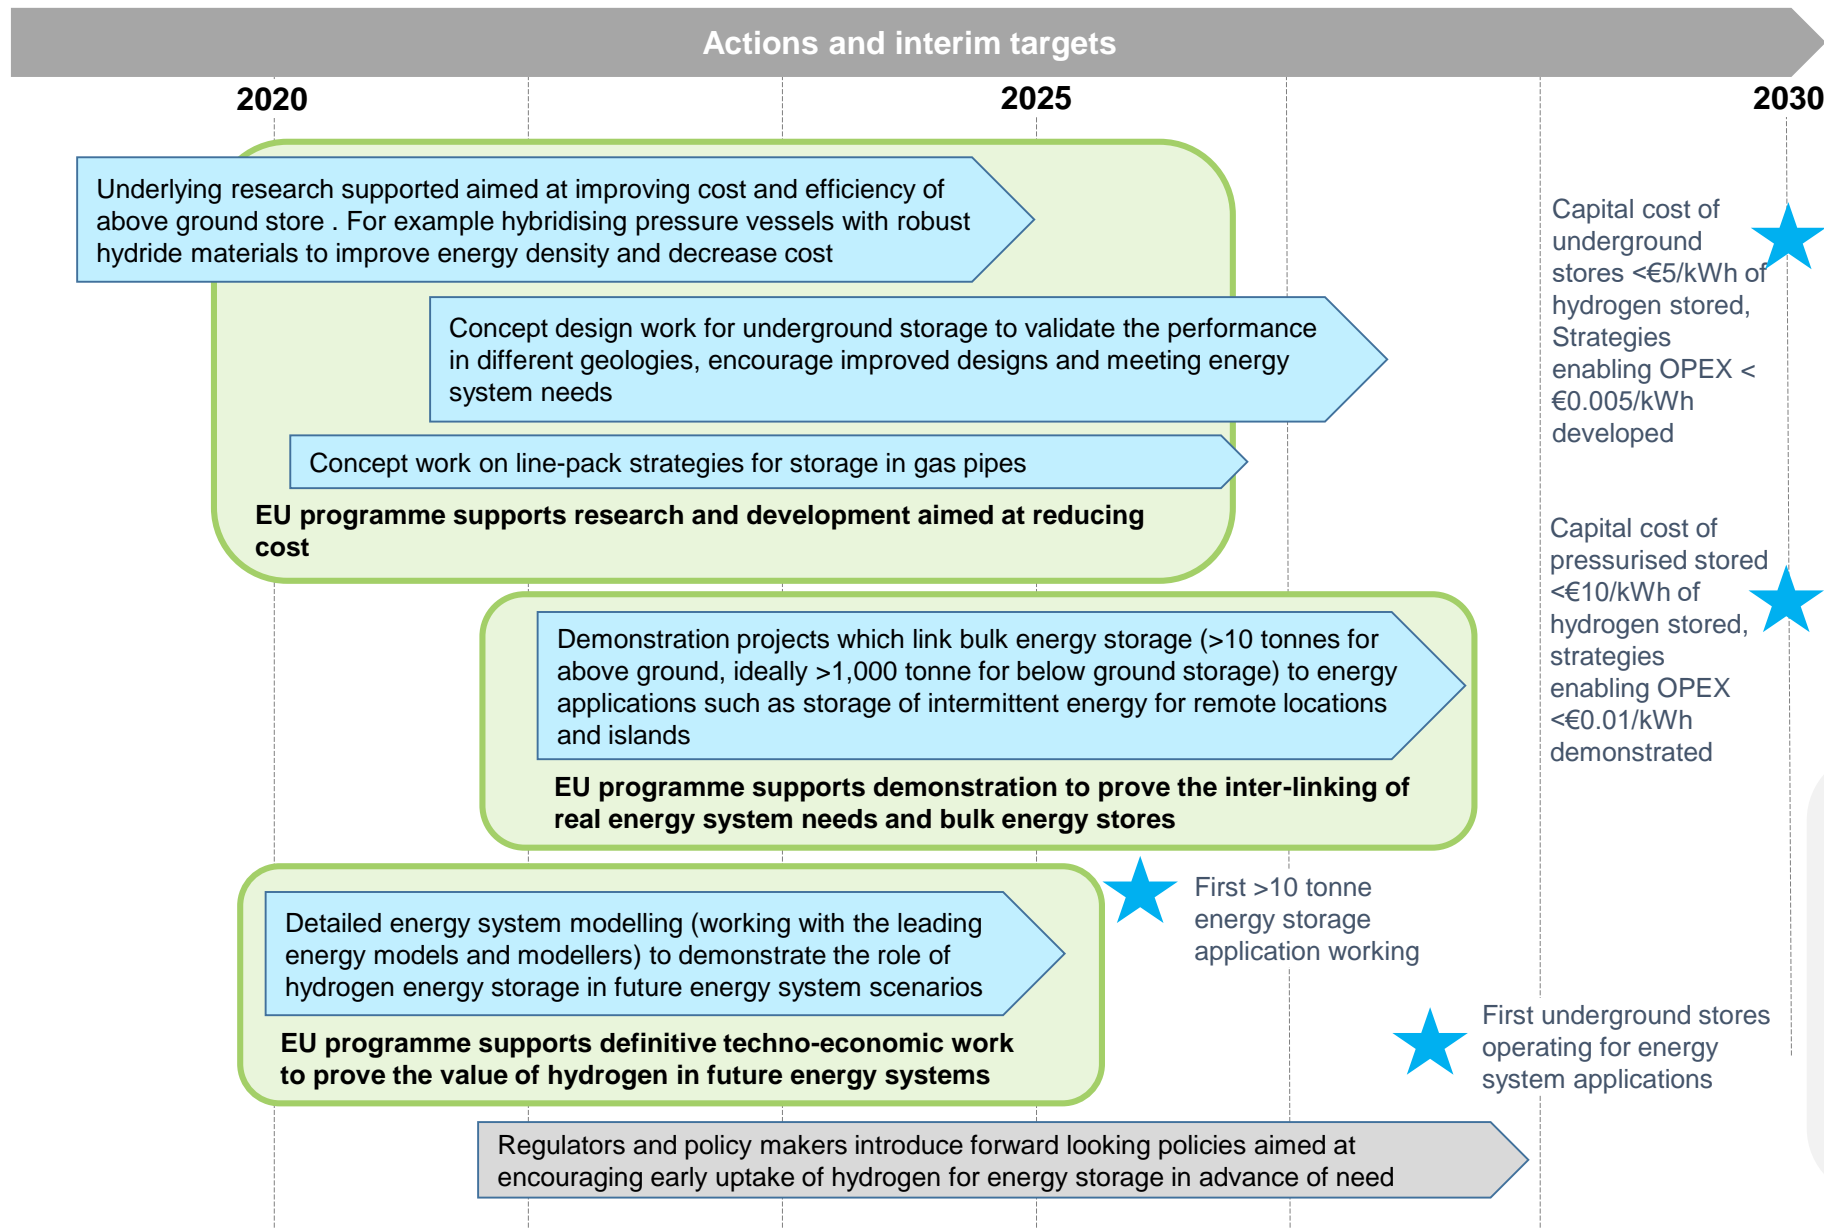 Actions and interim targets
2020
2025
2030
Underlying research supported aimed at improving cost and efficiency of
above ground store . For example hybridising pressure vessels with robust
hydride materials to improve energy density and decrease cost
Concept design work for underground storage to validate the performance
in different geologies, encourage improved designs and meeting energy
system needs
Concept work on line-pack strategies for storage in gas pipes
EU programme supports research and development aimed at reducing
cost
Capital cost of
underground
stores <€5/kWh of
hydrogen stored,
Strategies
enabling OPEX <
€0.005/kWh
developed
Capital cost of
pressurised stored
<€10/kWh of
hydrogen stored,
strategies
enabling OPEX
<€0.01/kWh
demonstrated
Demonstration projects which link bulk energy storage (>10 tonnes for
above ground, ideally >1,000 tonne for below ground storage) to energy
applications such as storage of intermittent energy for remote locations
and islands
EU programme supports demonstration to prove the inter-linking of
real energy system needs and bulk energy stores
First >10 tonne
energy storage
application working
Detailed energy system modelling (working with the leading
energy models and modellers) to demonstrate the role of
hydrogen energy storage in future energy system scenarios
EU programme supports definitive techno-economic work
to prove the value of hydrogen in future energy systems
First underground stores
operating for energy
system applications
Regulators and policy makers introduce forward looking policies aimed at
encouraging early uptake of hydrogen for energy storage in advance of need